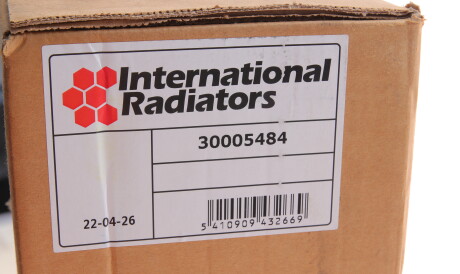 International
Radiators
30005484
22-04-26
5 410909 432669